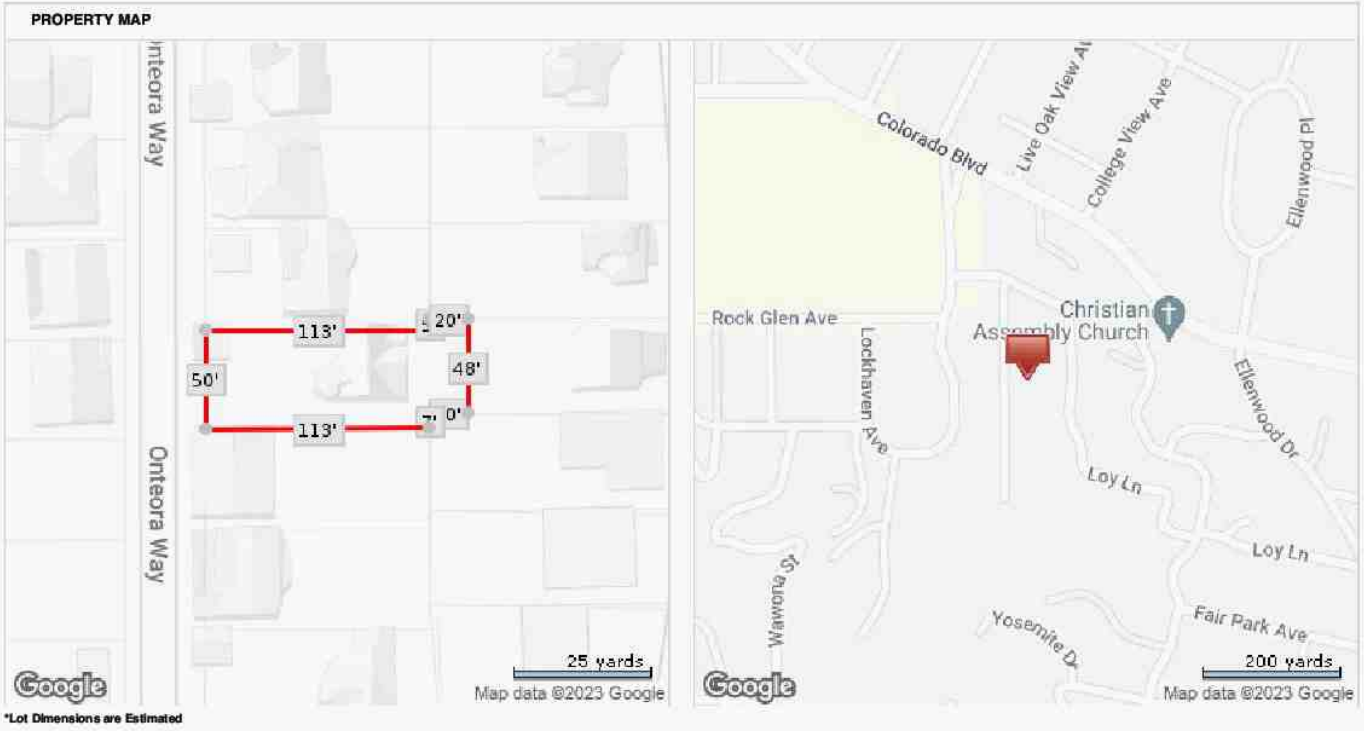 PROPERTY MAP
nteora Way
113'
20'
50'
48'
113'
0'
Onteora Way
25 yards
Google
Map data ©2023 Google
Colorado Blvd
Live Oak View Av
College View Ave
Ellenwood Pl
Christian
Assembly Church
Rock Glen Ave
Lockhaven Ave
Ellenwood Dr
Loy Ln
Loy Ln
Wawona St
Yosemite Dr
Fair Park Ave
200 yards
Google
Map data ©2023 Google
*Lot Dimensions are Estimated